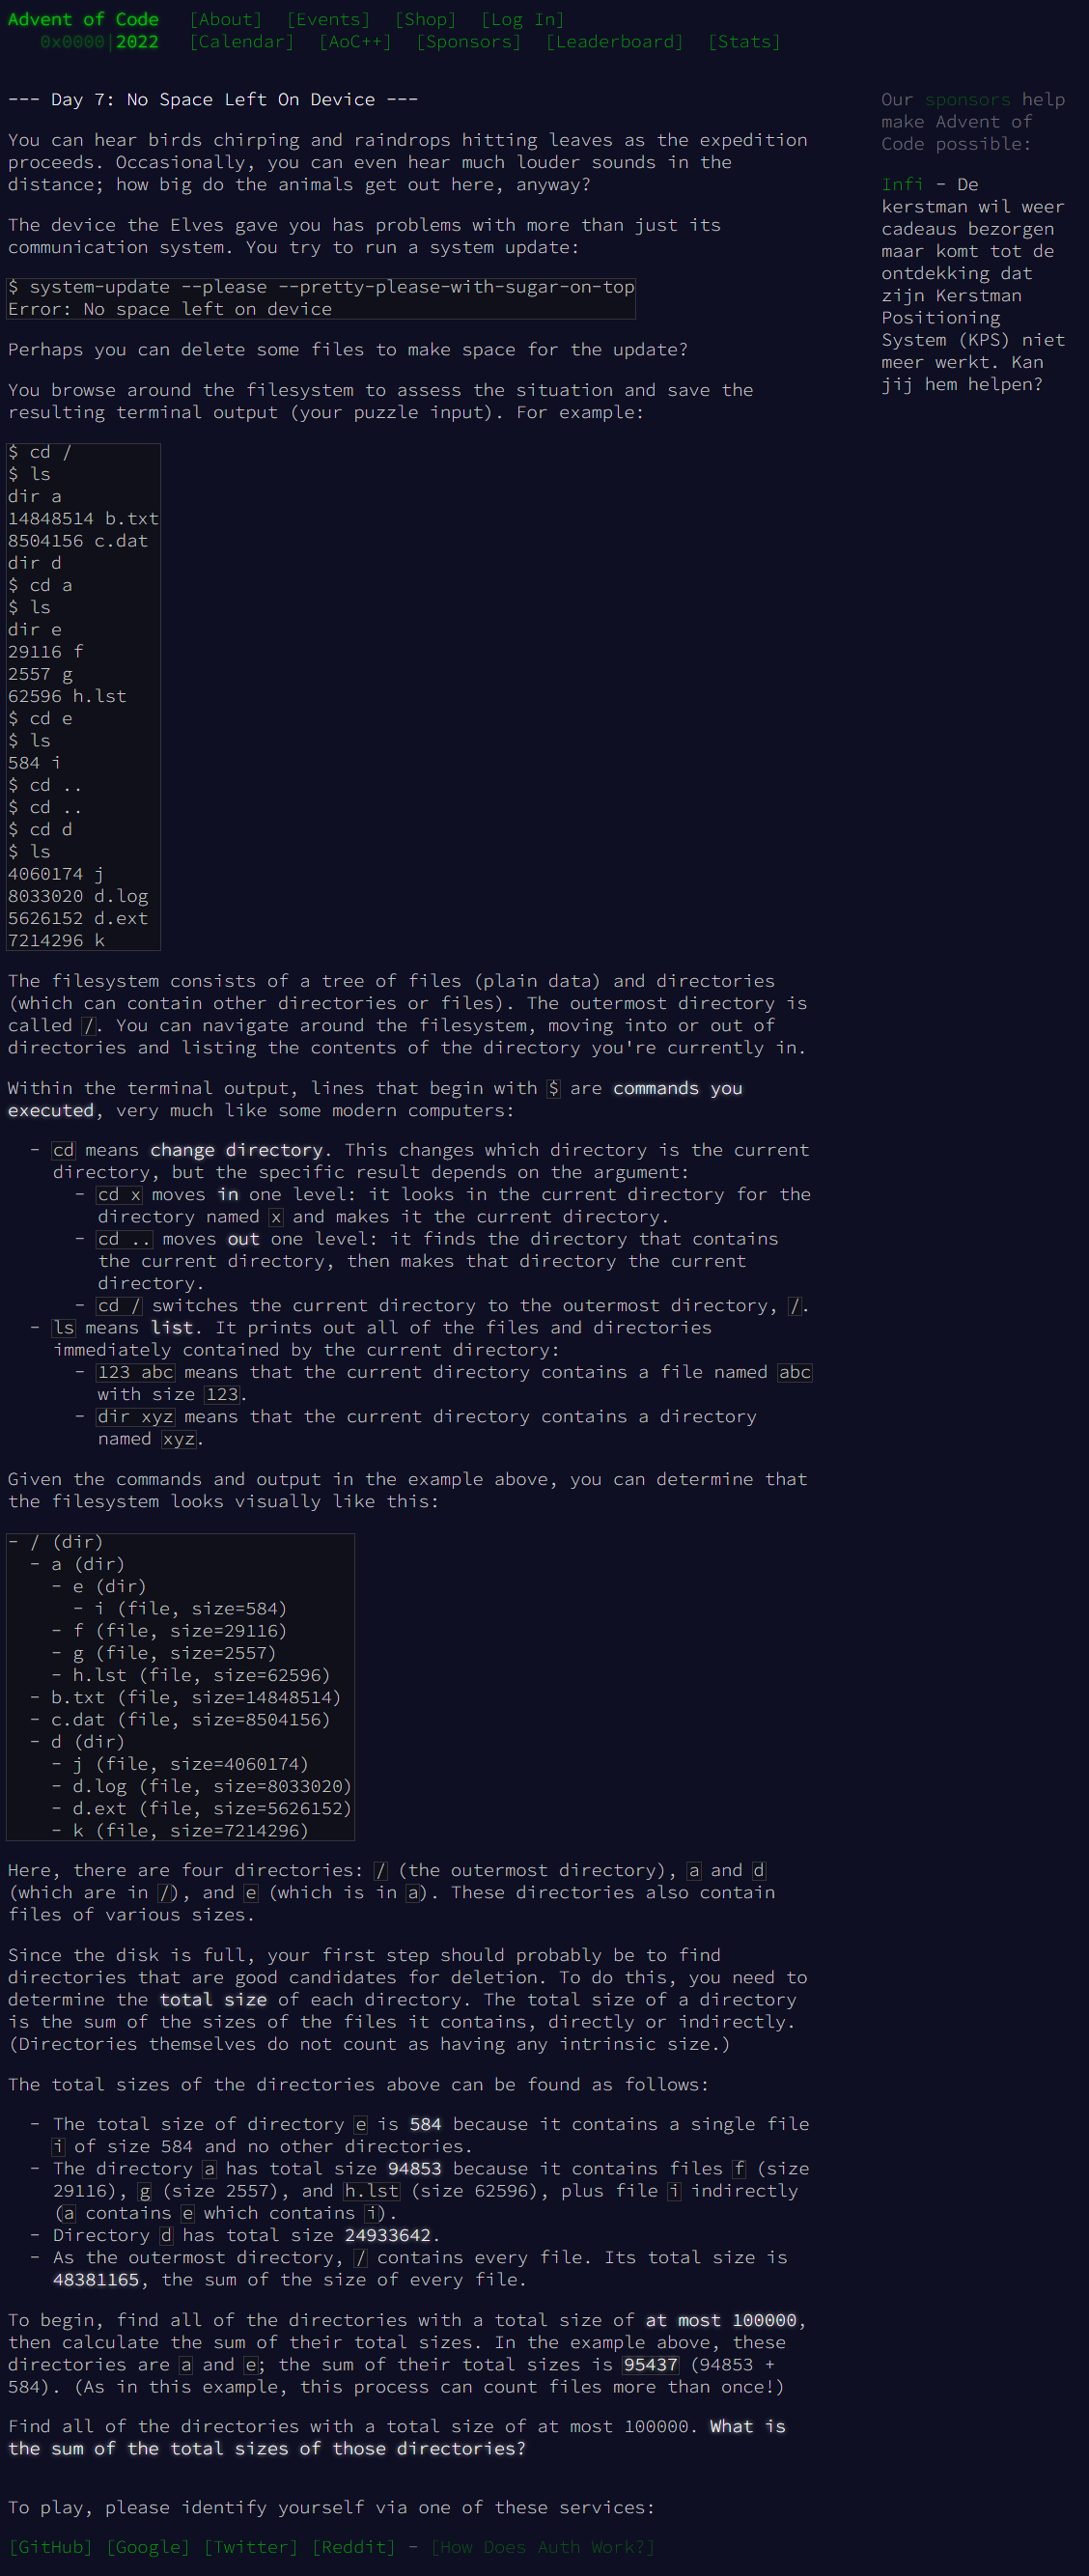 Advent of Code [About] [Events] [Shop] [Log In]
0x0000|2022 [Calendar] [AoC++] [Sponsors] [Leaderboard] [Stats]
--- Day 7: No Space Left On Device ---
You can hear birds chirping and raindrops hitting leaves as the expedition
proceeds. Occasionally, you can even hear much louder sounds in the
distance; how big do the animals get out here, anyway?
The device the Elves gave you has problems with more than just its
communication system. You try to run a system update:
$ system-update --please --pretty-please-with-sugar-on-top
Error: No space left on device
Perhaps you can delete some files to make space for the update?
You browse around the filesystem to assess the situation and save the
resulting terminal output (your puzzle input). For example:
$ cd /
$ ls
dir a
14848514 b.txt
8504156 c.dat
dir d
$ cd a
$ ls
dir e
29116 f
2557 g
62596 h.lst
$ cd e
$ ls
584 i
$ cd ..
$ cd ..
$ cd d
$ ls
4060174 j
8033020 d.log
5626152 d.ext
7214296 k
The filesystem consists of a tree of files (plain data) and directories
(which can contain other directories or files). The outermost directory is
called /. You can navigate around the filesystem, moving into or out of
directories and listing the contents of the directory you're currently in.
Within the terminal output, lines that begin with $ are commands you
executed, very much like some modern computers:
- cd means change directory. This changes which directory is the current
directory, but the specific result depends on the argument:
- cd x moves in one level: it looks in the current directory for the
directory named x and makes it the current directory.
- cd .. moves out one level: it finds the directory that contains
the current directory, then makes that directory the current
directory.
- cd / switches the current directory to the outermost directory, /.
- ls means list. It prints out all of the files and directories
immediately contained by the current directory:
- 123 abc means that the current directory contains a file named abc
with size 123.
- dir xyz means that the current directory contains a directory
named xyz.
Given the commands and output in the example above, you can determine that
the filesystem looks visually like this:
- / (dir)
- a (dir)
- e (dir)
- i (file, size=584)
- f (file, size=29116)
- g (file, size=2557)
- h.lst (file, size=62596)
- b.txt (file, size=14848514)
- c.dat (file, size=8504156)
- d (dir)
- j (file, size=4060174)
- d.log (file, size=8033020)
- d.ext (file, size=5626152)
- k (file, size=7214296)
Here, there are four directories: / (the outermost directory), a and d
(which are in /), and e (which is in a). These directories also contain
files of various sizes.
Since the disk is full, your first step should probably be to find
directories that are good candidates for deletion. To do this, you need to
determine the total size of each directory. The total size of a directory
is the sum of the sizes of the files it contains, directly or indirectly.
(Directories themselves do not count as having any intrinsic size.)
The total sizes of the directories above can be found as follows:
- The total size of directory e is 584 because it contains a single file
i of size 584 and no other directories.
- The directory a has total size 94853 because it contains files f (size
29116), g (size 2557), and h.lst (size 62596), plus file i indirectly
(a contains e which contains i).
- Directory d has total size 24933642.
- As the outermost directory, / contains every file. Its total size is
48381165, the sum of the size of every file.
To begin, find all of the directories with a total size of at most 100000,
then calculate the sum of their total sizes. In the example above, these
directories are a and e; the sum of their total sizes is 95437 (94853 +
584). (As in this example, this process can count files more than once!)
Find all of the directories with a total size of at most 100000. What is
the sum of the total sizes of those directories?
To play, please identify yourself via one of these services:
[GitHub] [Google] [Twitter] [Reddit] - [How Does Auth Work?]
Our sponsors help
make Advent of
Code possible:
Infi - De
kerstman wil weer
cadeaus bezorgen
maar komt tot de
ontdekking dat
zijn Kerstman
Positioning
System (KPS) niet
meer werkt. Kan
jij hem helpen?